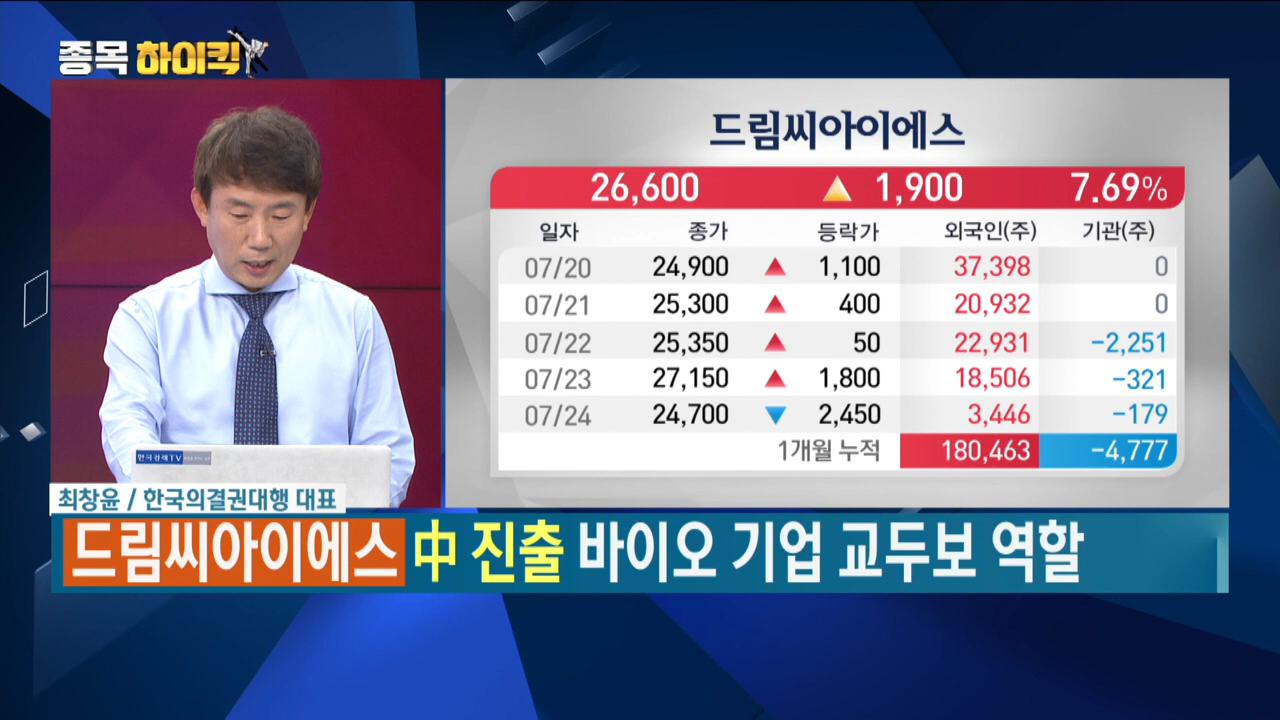 종목 하이킥
드림씨아이에스
26,600 ▲ 1,900 7.69%
일자 종가 등락가 외국인(주) 기관(주)
07/20 24,900 ▲ 1,100 37,398 0
07/21 25,300 ▲ 400 20,932 0
07/22 25,350 ▲ 50 22,931 -2,251
07/23 27,150 ▲ 1,800 18,506 -321
07/24 24,700 ▼ 2,450 3,446 -179
1개월 누적 180,463 -4,777
한국경제TV
최창윤 / 한국의결권대행 대표
드림씨아이에스 中 진출 바이오 기업 교두보 역할